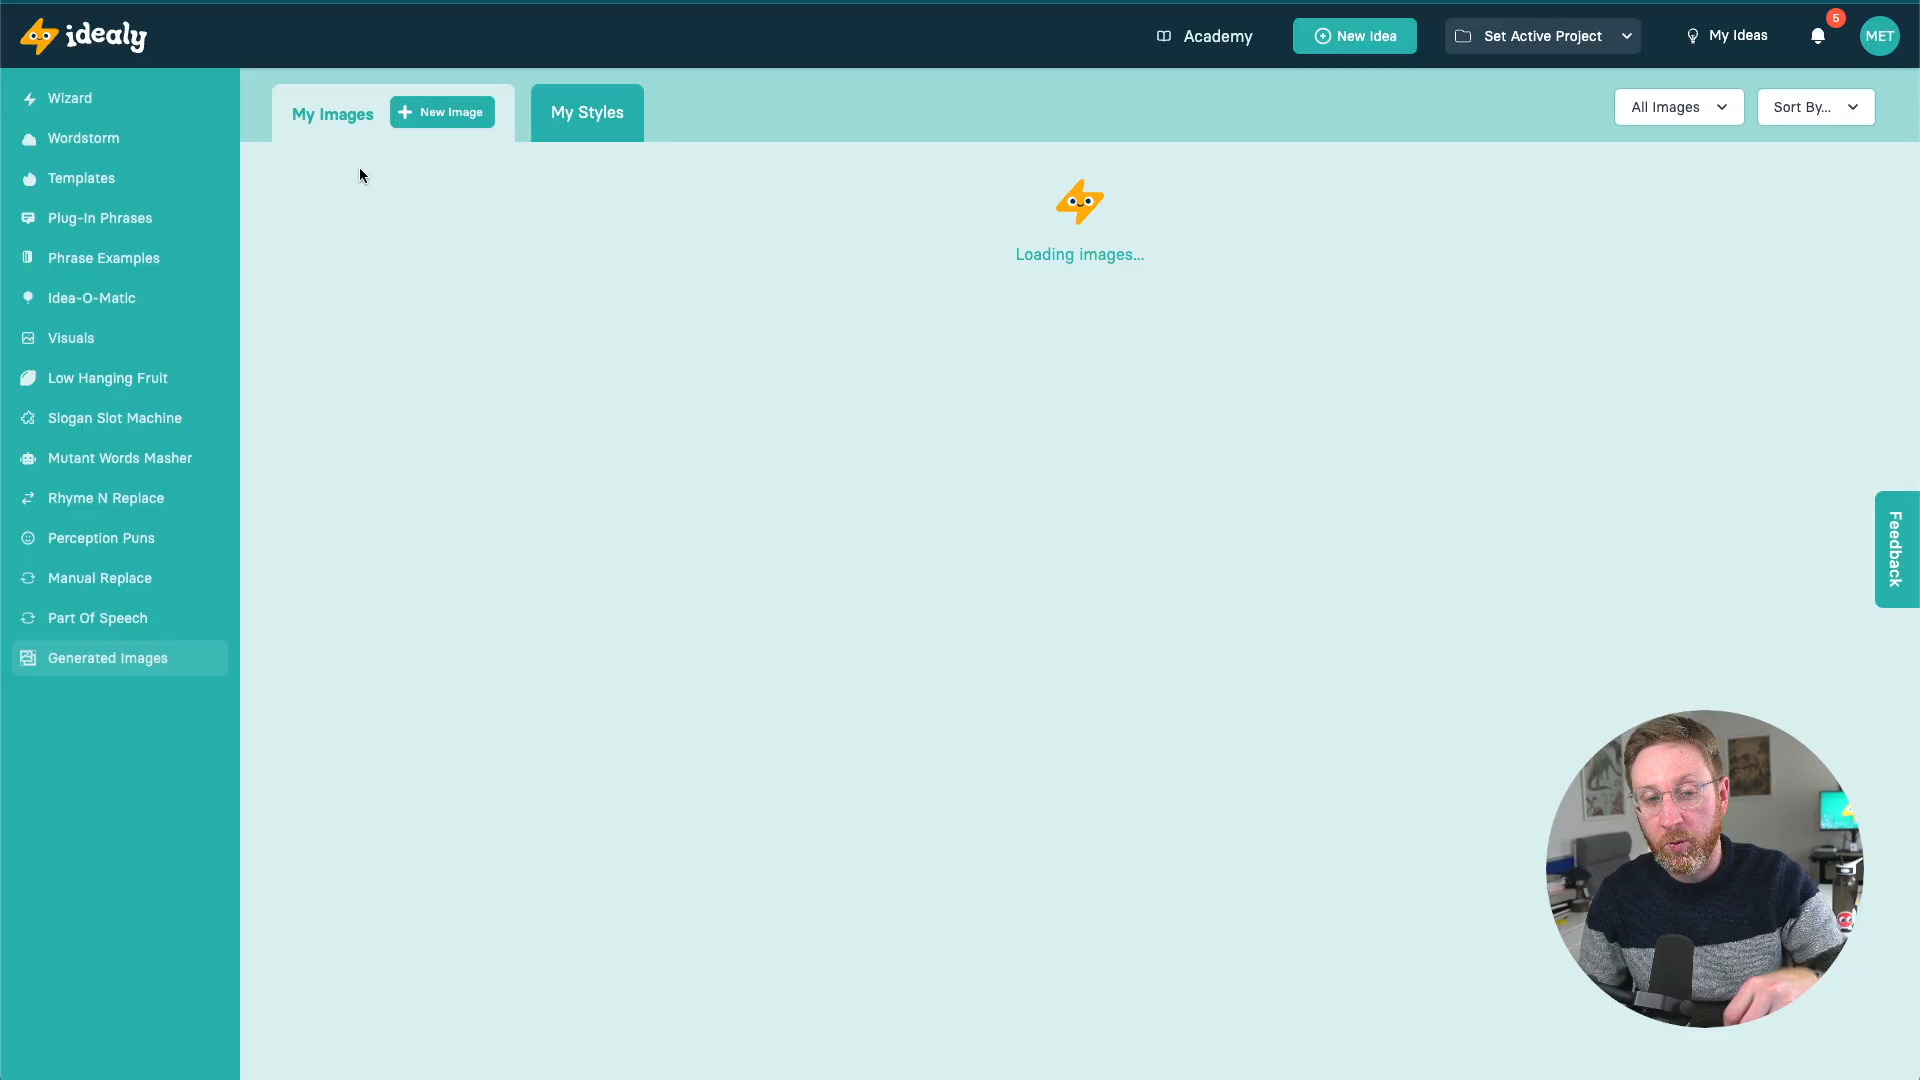 idealy
Academy
New Idea
Set Active Project
My Ideas
5
MET
Wizard
Wordstorm
Templates
Plug-In Phrases
Phrase Examples
Idea-O-Matic
Visuals
Low Hanging Fruit
Slogan Slot Machine
Mutant Words Masher
Rhyme N Replace
Perception Puns
Manual Replace
Part Of Speech
Generated Images
My Images
New Image
My Styles
All Images
Sort By...
Loading images...
Feedback